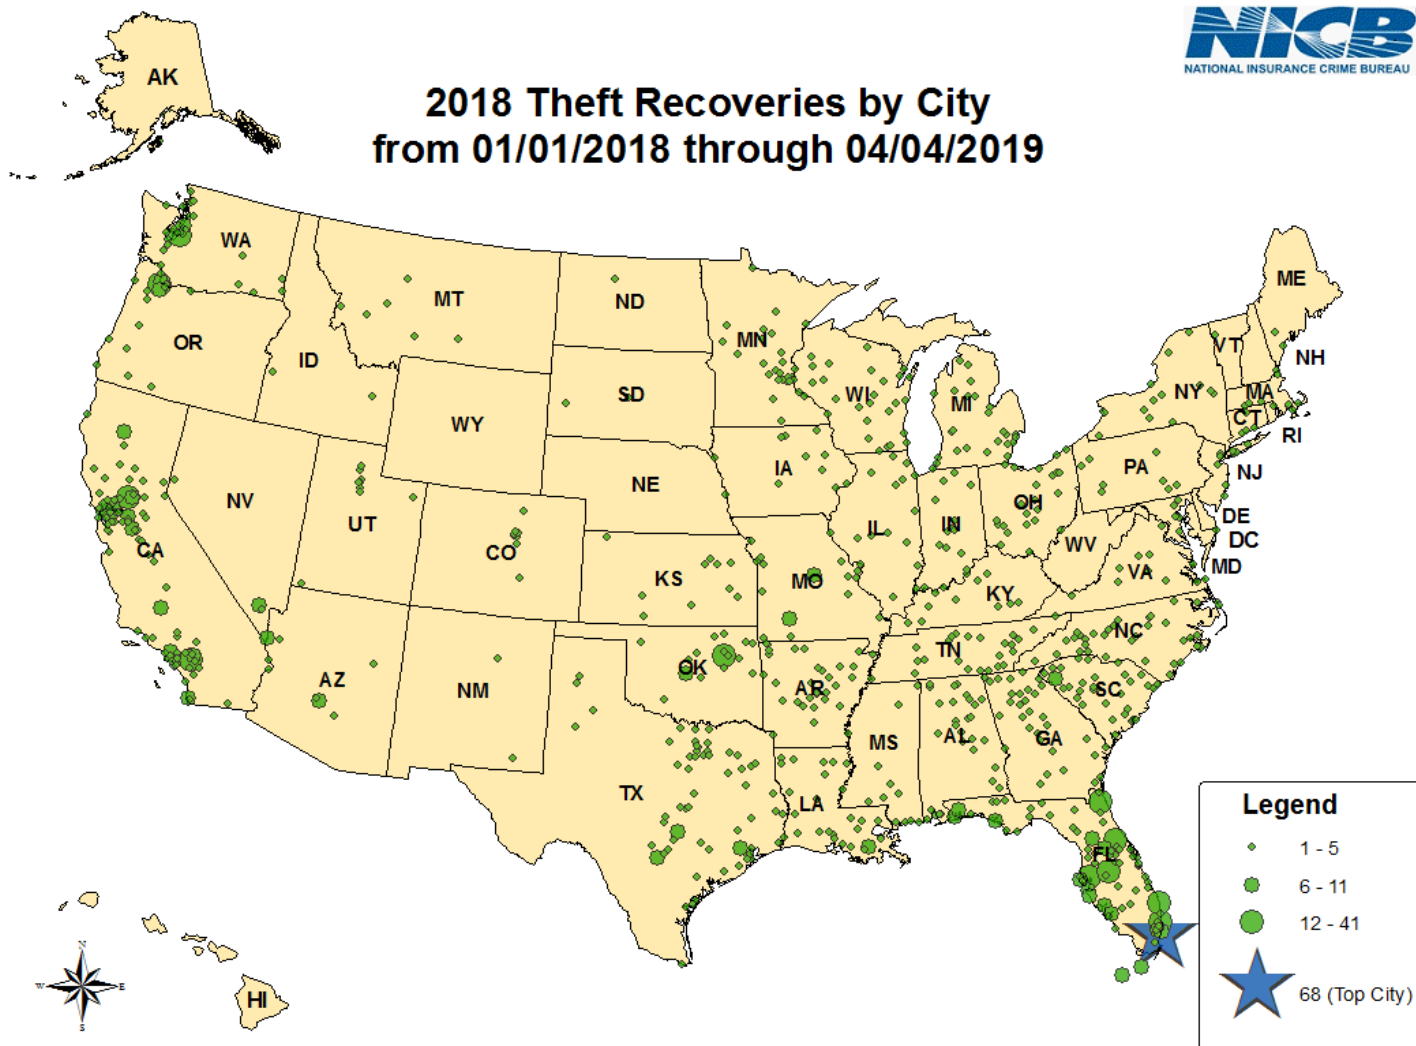 NICB
NATIONAL INSURANCE CRIME BUREAU
2018 Theft Recoveries by City
from 01/01/2018 through 04/04/2019
AK
WA
MT
ND
MN
ME
OR
ID
SD
WI
MI
VT
NH
NY
MA
WY
CT
RI
IA
PA
NJ
NV
UT
NE
IL
IN
OH
DE
DC
MD
CA
CO
KS
MO
WV
VA
KY
NC
TN
AZ
NM
OK
AR
SC
MS
AL
GA
TX
LA
FL
HI
N
W
E
S
Legend
1 - 5
6 - 11
12 - 41
68 (Top City)